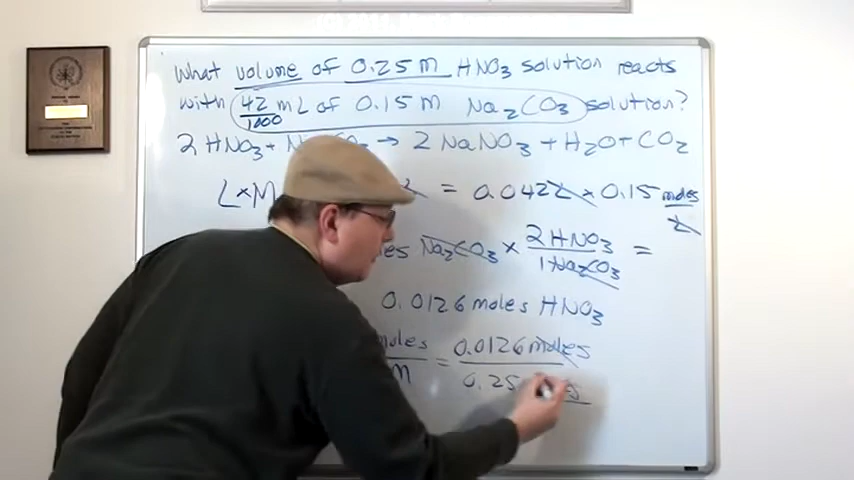 What volume of 0.25 M HNO₃ solution reacts
with 42 mL of 0.15 M Na₂CO₃ solution?
1000
2 HNO₃ + N CO₃ → 2 NaNO₃ + H₂O + CO₂
L × M = 0.042 L × 0.15 moles
L
Na₂CO₃ × 2 HNO₃ =
1 Na₂CO₃
0.0126 moles HNO₃
moles = 0.0126 moles
M 0.25